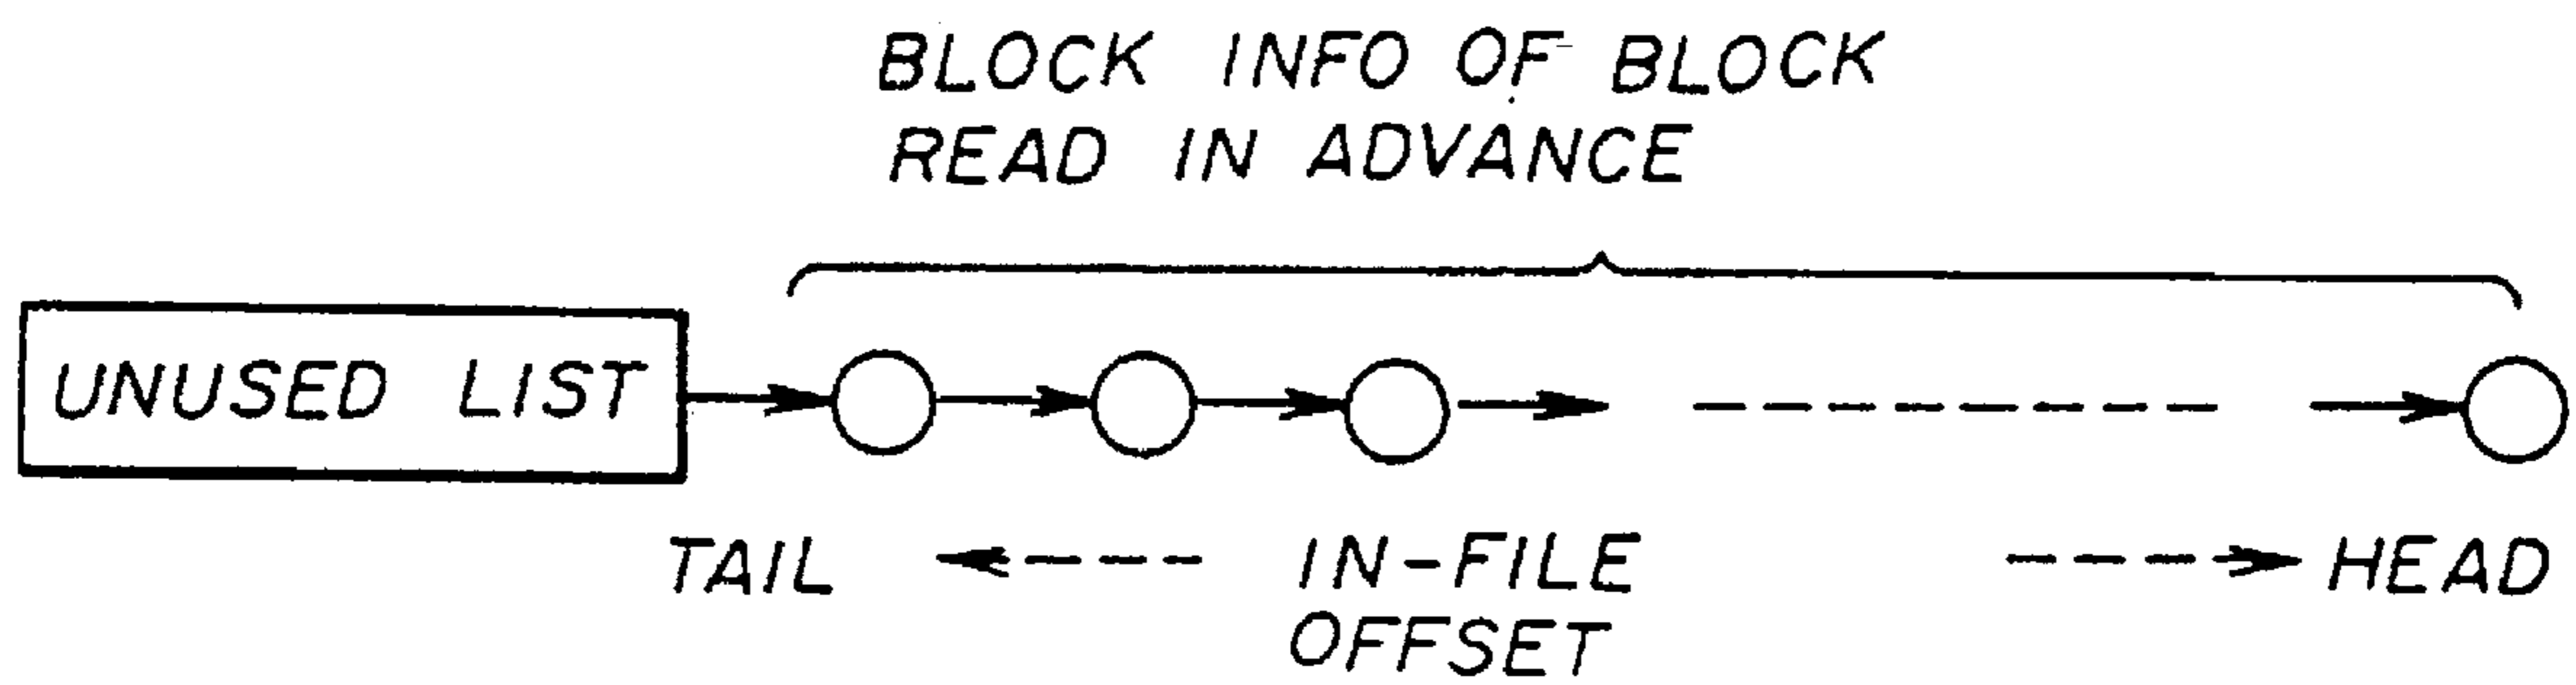 BLOCK INFO OF BLOCK
READ IN ADVANCE
UNUSED LIST
TAIL
IN-FILE
HEAD
OFFSET